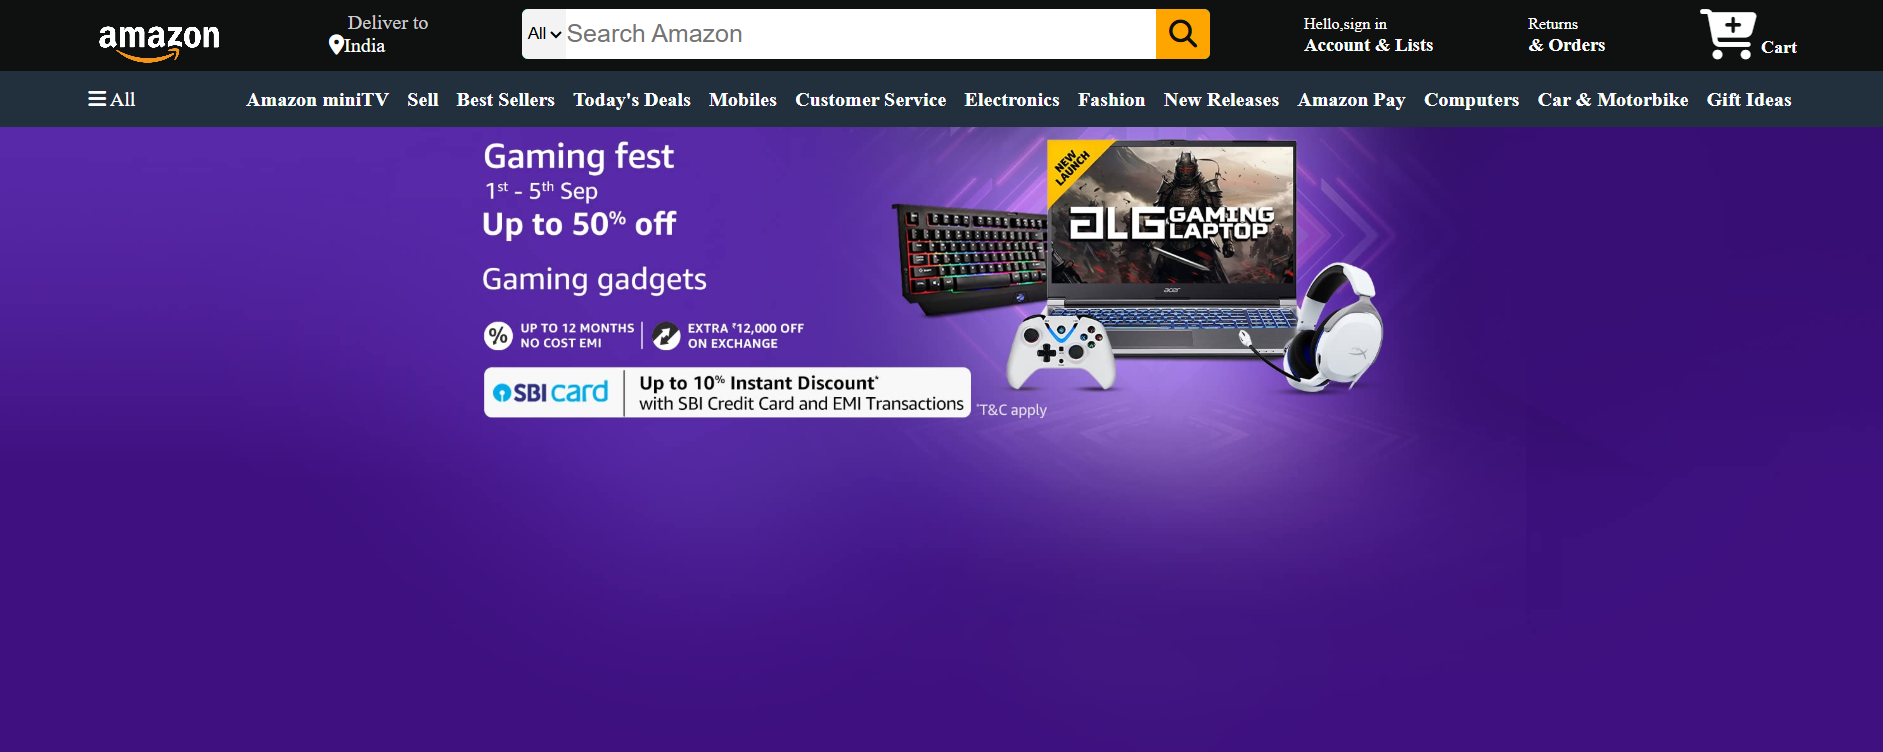 amazon
Deliver to
India
All
Search Amazon
Hello,sign in
Account & Lists
Returns
& Orders
Cart
All
Amazon miniTV Sell Best Sellers Today's Deals Mobiles Customer Service Electronics Fashion New Releases Amazon Pay Computers Car & Motorbike Gift Ideas
Gaming fest
1st - 5th Sep
Up to 50% off
Gaming gadgets
% UP TO 12 MONTHS
NO COST EMI
EXTRA ₹12,000 OFF
ON EXCHANGE
SBI card
Up to 10% Instant Discount*
with SBI Credit Card and EMI Transactions
*T&C apply
NEW
LAUNCH
ALG GAMING
LAPTOP
acer